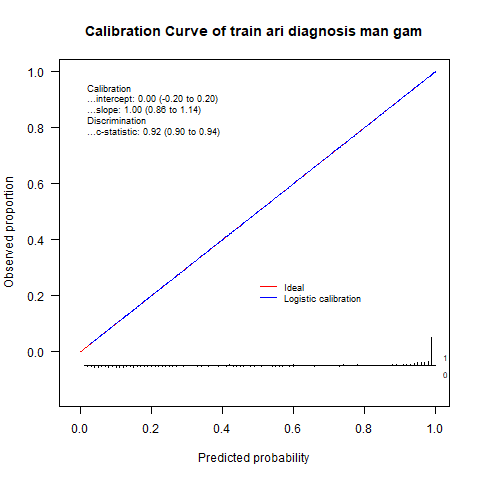 Calibration Curve of train ari diagnosis man gam
Calibration
...intercept: 0.00 (-0.20 to 0.20)
...slope: 1.00 (0.86 to 1.14)
Discrimination
...c-statistic: 0.92 (0.90 to 0.94)
Observed proportion
1.0
0.8
0.6
0.4
0.2
0.0
Ideal
Logistic calibration
1
0
0.0 0.2 0.4 0.6 0.8 1.0
Predicted probability